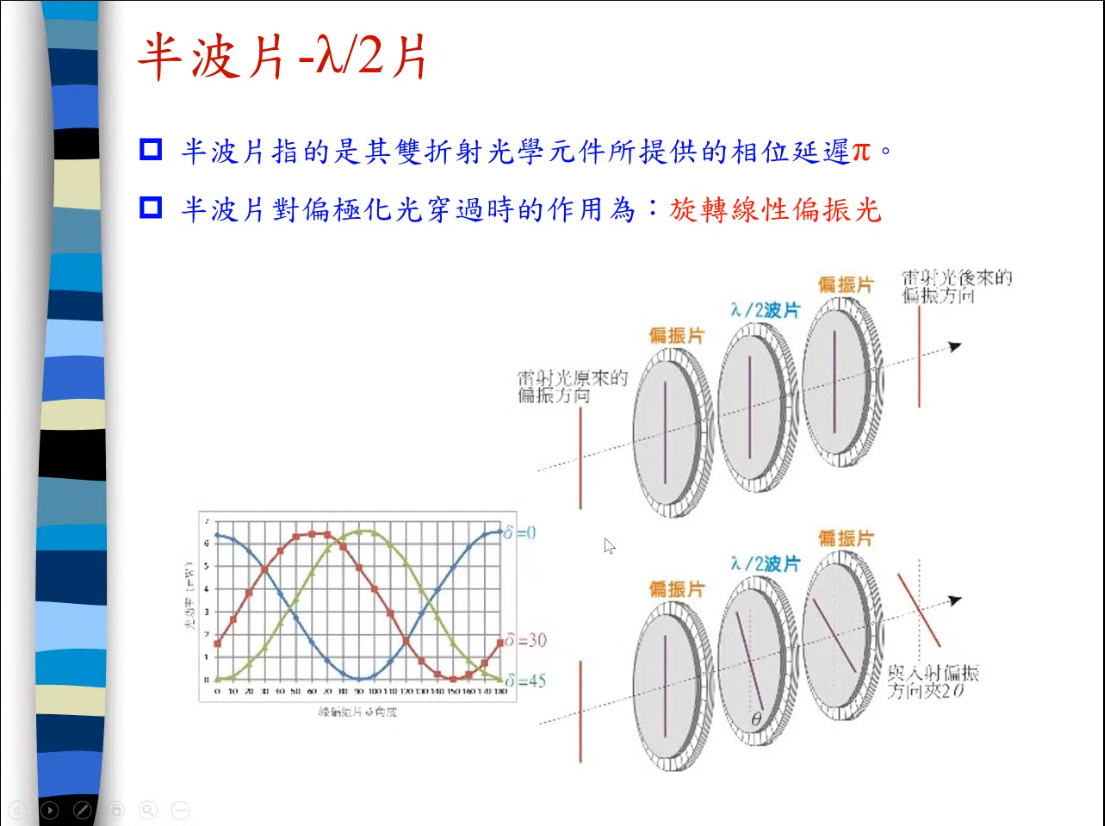 半波片-λ/2片
半波片指的是其雙折射光學元件所提供的相位延遲π。
半波片對偏極化光穿過時的作用為：旋轉線性偏振光
雷射光後來的
偏振方向
偏振片
λ/2波片
偏振片
雷射光原來的
偏振方向
偏振片
λ/2波片
偏振片
與入射偏振
方向夾2θ
θ
光功率 (mW)
7
6
5
4
3
2
1
0
0 10 20 30 40 50 60 70 80 90 100 110 120 130 140 150 160 170 180
線偏振片φ角度
δ=0
δ=30
δ=45